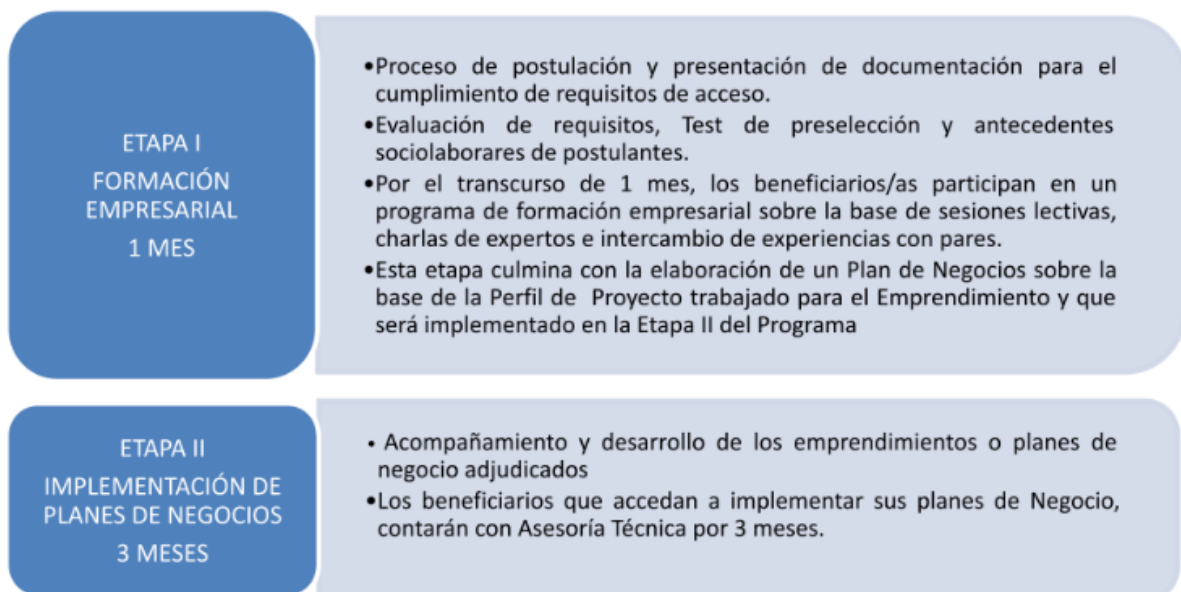 ETAPA I
FORMACIÓN
EMPRESARIAL
1 MES
•Proceso de postulación y presentación de documentación para el
cumplimiento de requisitos de acceso.
•Evaluación de requisitos, Test de preselección y antecedentes
sociolaborares de postulantes.
•Por el transcurso de 1 mes, los beneficiarios/as participan en un
programa de formación empresarial sobre la base de sesiones lectivas,
charlas de expertos e intercambio de experiencias con pares.
•Esta etapa culmina con la elaboración de un Plan de Negocios sobre la
base de la Perfil de Proyecto trabajado para el Emprendimiento y que
será implementado en la Etapa II del Programa
ETAPA II
IMPLEMENTACIÓN DE
PLANES DE NEGOCIOS
3 MESES
• Acompañamiento y desarrollo de los emprendimientos o planes de
negocio adjudicados
•Los beneficiarios que accedan a implementar sus planes de Negocio,
contarán con Asesoría Técnica por 3 meses.